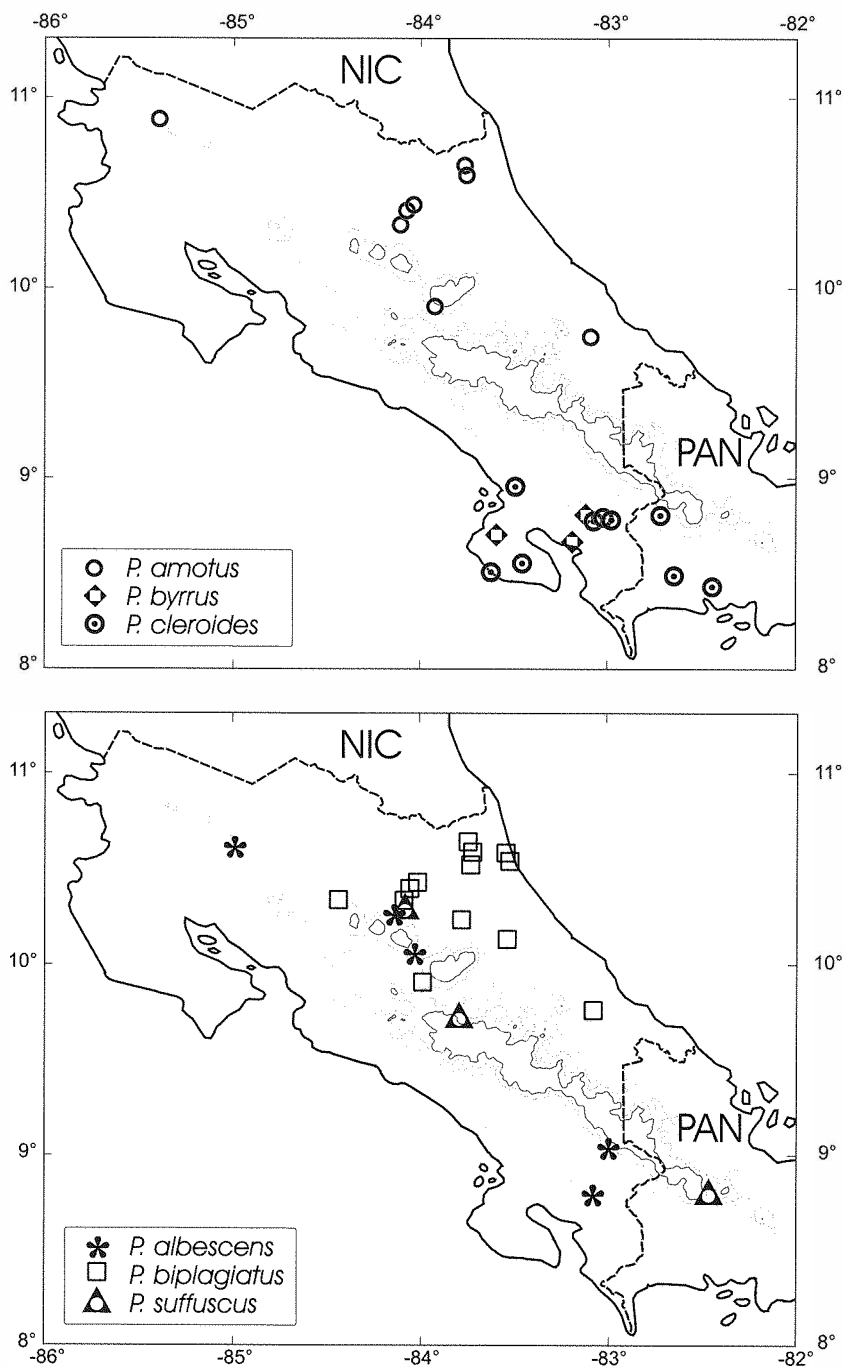 -86° -85° -84° -83° -82°
NIC
11° 11°
10° 10°
9° 9°
PAN
P. amotus
P. byrrus
P. cleroides
8° 8°
NIC
11° 11°
10° 10°
9° 9°
PAN
P. albescens
P. biplagiatus
P. suffuscus
8° 8°
-86° -85° -84° -83° -82°